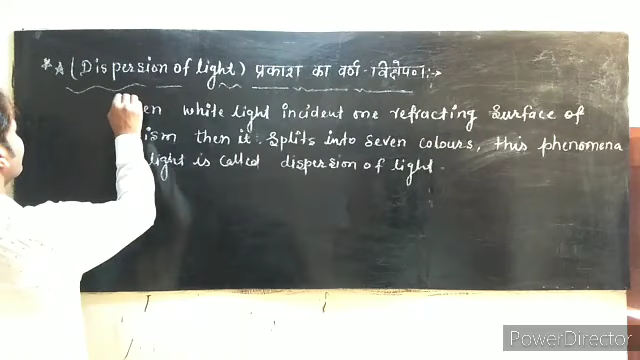 * A (Dispersion of light) प्रकाश का वर्ण-विक्षेपण :→
en white light incident one refracting surface of
ism then it splits into seven colours, this phenomena
light is called dispersion of light.
PowerDirector